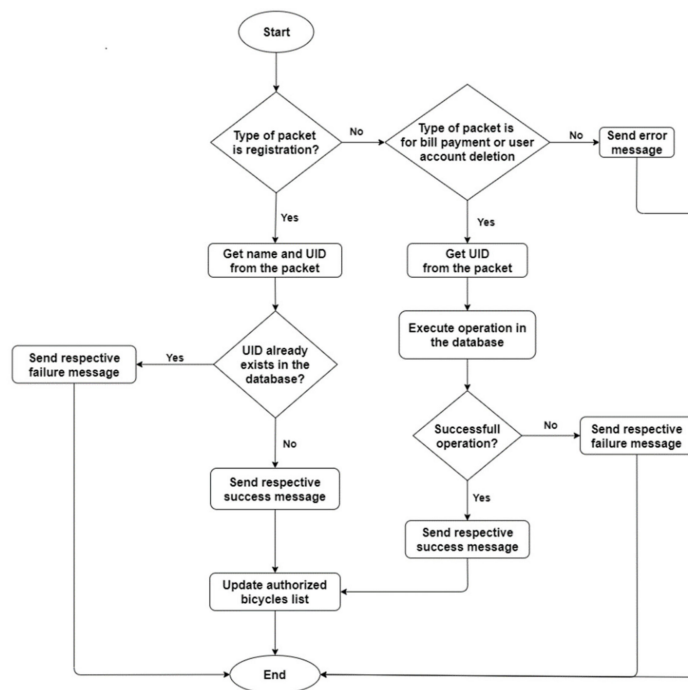 Start
Type of packet
is registration?
No
Type of packet is
for bill payment or user
account deletion
No
Send error
message
Yes
Yes
Get name and UID
from the packet
Get UID
from the packet
Execute operation in
the database
Send respective
failure message
Yes
UID already
exists in the
database?
Successfull
operation?
No
Send respective
failure message
No
Send respective
success message
Yes
Send respective
success message
Update authorized
bicycles list
End